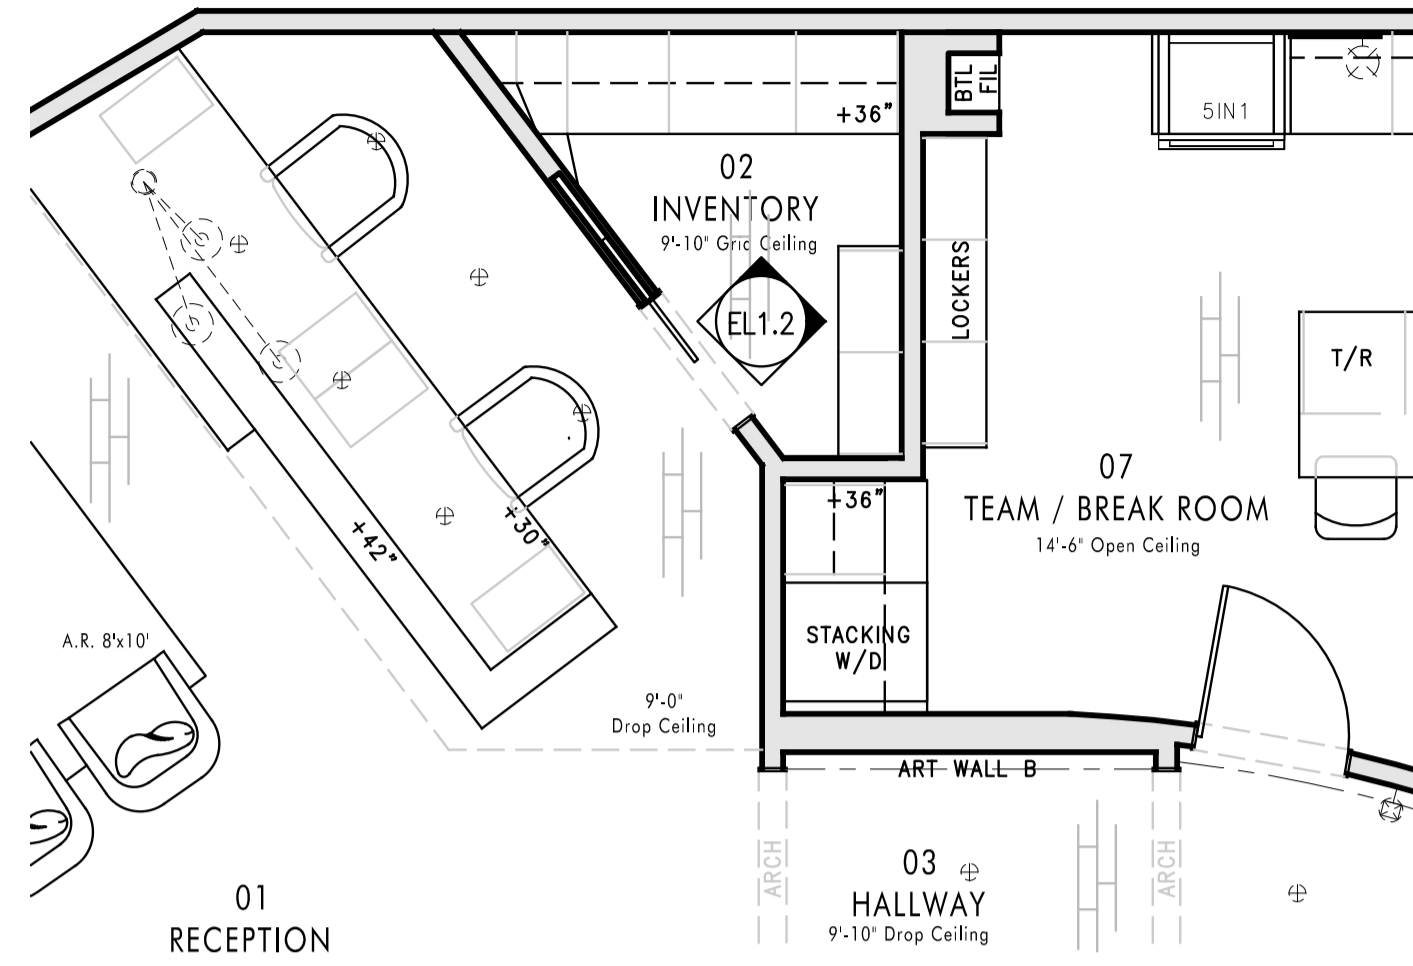 BTL
FIL
5IN1
+36"
02
INVENTORY
9'-10" Grid Ceiling
EL1.2
LOCKERS
T/R
07
TEAM / BREAK ROOM
14'-6" Open Ceiling
+36"
+30"
+42"
STACKING
W/D
A.R. 8'x10'
9'-0"
Drop Ceiling
ART WALL B
ARCH
ARCH
03
HALLWAY
9'-10" Drop Ceiling
01
RECEPTION